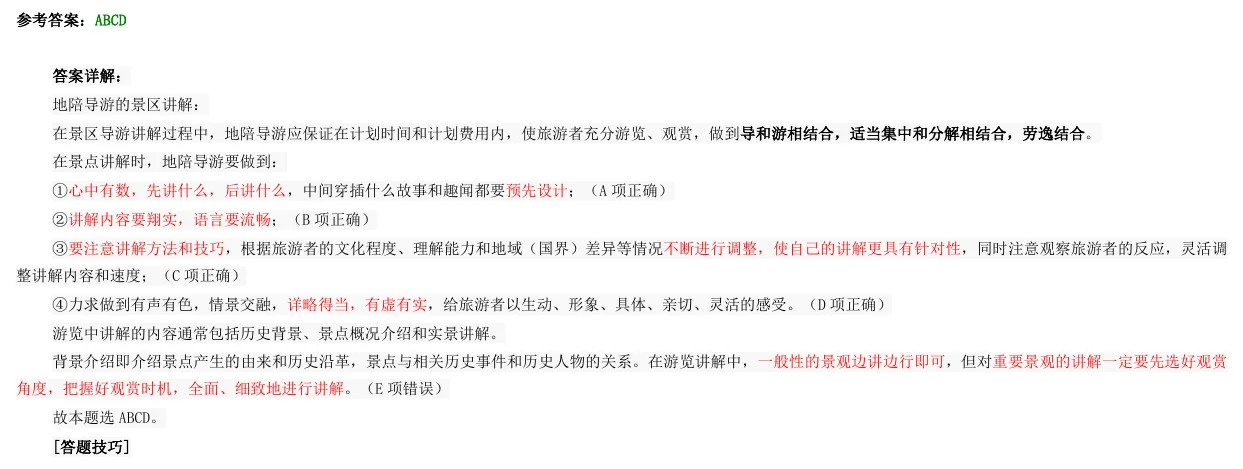 参考答案：ABCD
答案详解：
地陪导游的景区讲解：
在景区导游讲解过程中，地陪导游应保证在计划时间和计划费用内，使旅游者充分游览、观赏，做到导和游相结合，适当集中和分解相结合，劳逸结合。
在景点讲解时，地陪导游要做到：
①心中有数，先讲什么，后讲什么，中间穿插什么故事和趣闻都要预先设计；（A 项正确）
②讲解内容要翔实，语言要流畅；（B 项正确）
③要注意讲解方法和技巧，根据旅游者的文化程度、理解能力和地域（国界）差异等情况不断进行调整，使自己的讲解更具有针对性，同时注意观察旅游者的反应，灵活调
整讲解内容和速度；（C 项正确）
④力求做到有声有色，情景交融，详略得当，有虚有实，给旅游者以生动、形象、具体、亲切、灵活的感受。（D 项正确）
游览中讲解的内容通常包括历史背景、景点概况介绍和实景讲解。
背景介绍即介绍景点产生的由来和历史沿革，景点与相关历史事件和历史人物的关系。在游览讲解中，一般性的景观边讲边行即可，但对重要景观的讲解一定要先选好观赏
角度，把握好观赏时机，全面、细致地进行讲解。（E 项错误）
故本题选 ABCD。
[答题技巧]